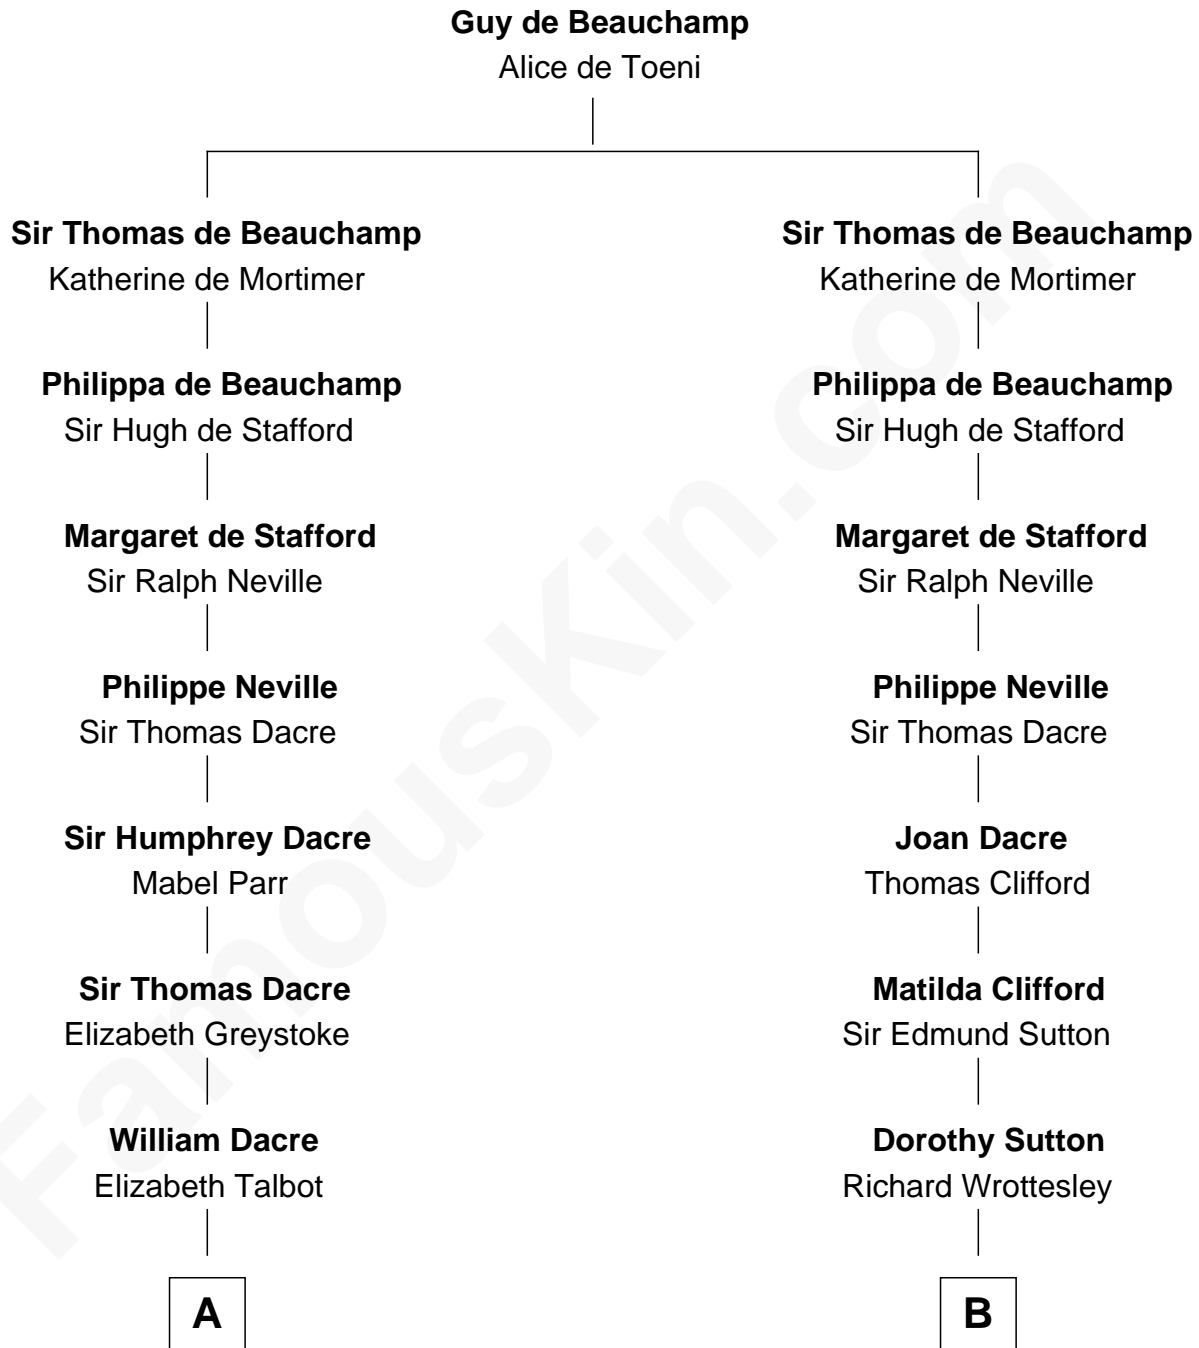 Guy de Beauchamp
Alice de Toeni
Sir Thomas de Beauchamp
Katherine de Mortimer
Philippa de Beauchamp
Sir Hugh de Stafford
Margaret de Stafford
Sir Ralph Neville
Philippe Neville
Sir Thomas Dacre
Sir Humphrey Dacre
Mabel Parr
Sir Thomas Dacre
Elizabeth Greystoke
William Dacre
Elizabeth Talbot
A
Sir Thomas de Beauchamp
Katherine de Mortimer
Philippa de Beauchamp
Sir Hugh de Stafford
Margaret de Stafford
Sir Ralph Neville
Philippe Neville
Sir Thomas Dacre
Joan Dacre
Thomas Clifford
Matilda Clifford
Sir Edmund Sutton
Dorothy Sutton
Richard Wrottesley
B
FamousKin.com